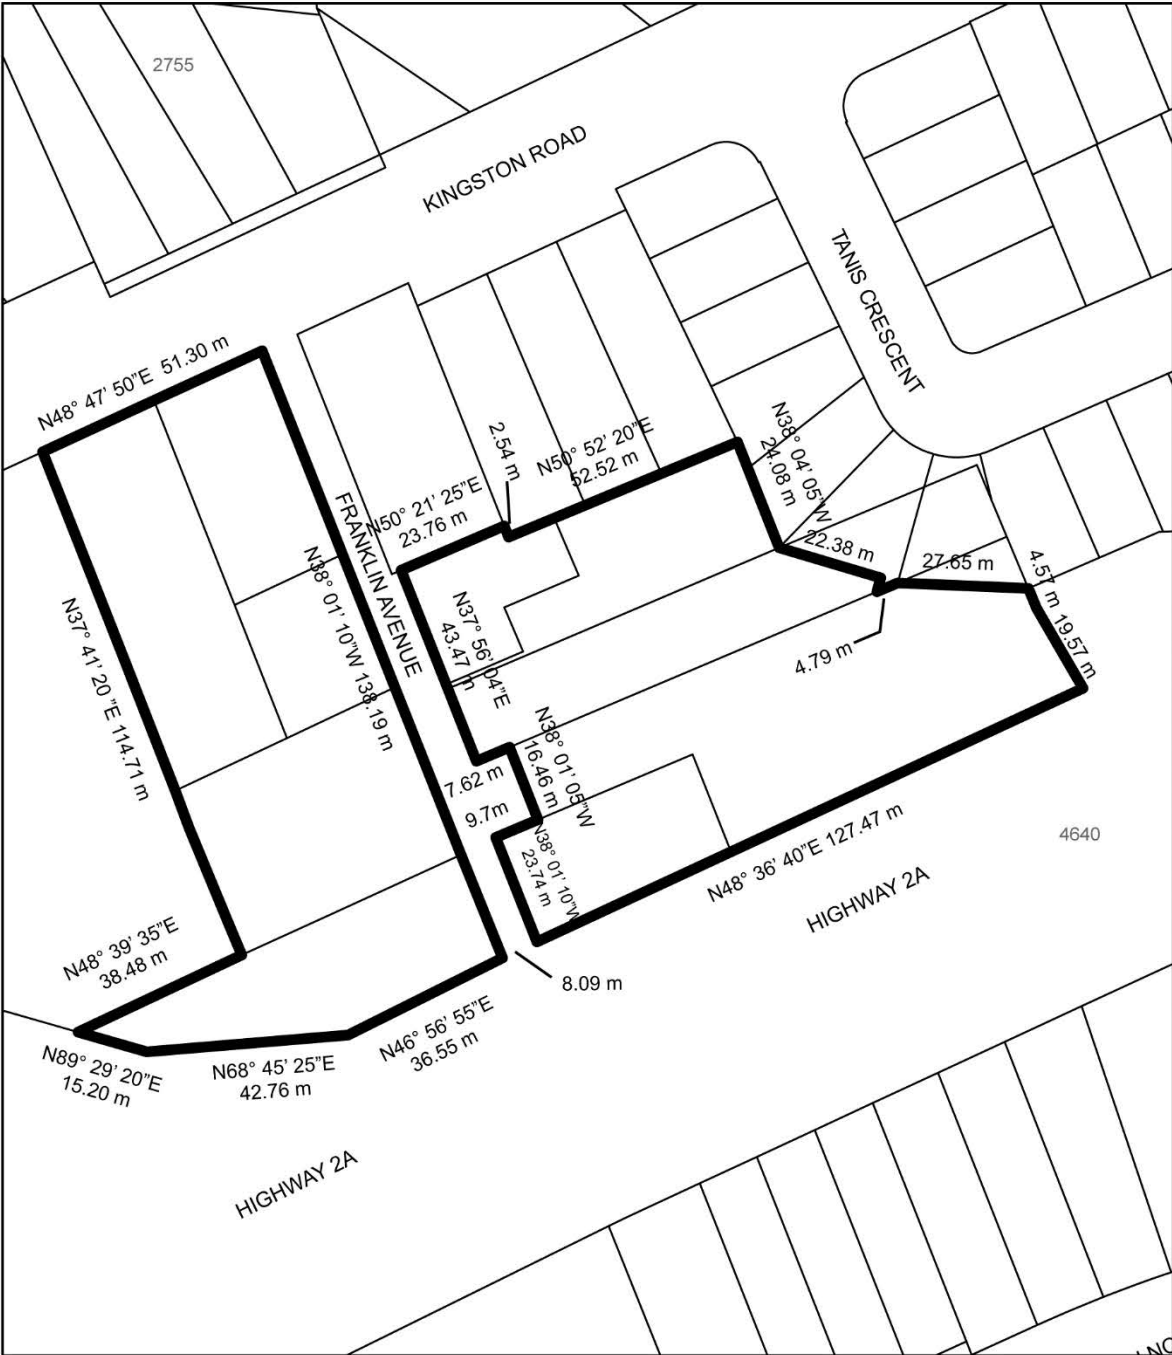 2755
KINGSTON ROAD
TANIS CRESCENT
N48° 47’ 50”E 51.30 m
2.54 m
N50° 52’ 20”E
52.52 m
N38° 04’ 05”W
24.08 m
N50° 21’ 25”E
23.76 m
FRANKLIN AVENUE
22.38 m
27.65 m
4.57 m 19.57 m
N38° 01’ 10”W 138.19 m
N37° 41’ 20 ”E 114.71 m
N37° 56’ 04”E
43.47 m
4.79 m
N38° 01’ 05”W
16.46 m
7.62 m
9.7m
N38° 01’ 10”W
23.74 m
N48° 36’ 40”E 127.47 m
4640
HIGHWAY 2A
N48° 39’ 35”E
38.48 m
8.09 m
N46° 56’ 55”E
36.55 m
N89° 29’ 20”E
15.20 m
N68° 45’ 25”E
42.76 m
HIGHWAY 2A